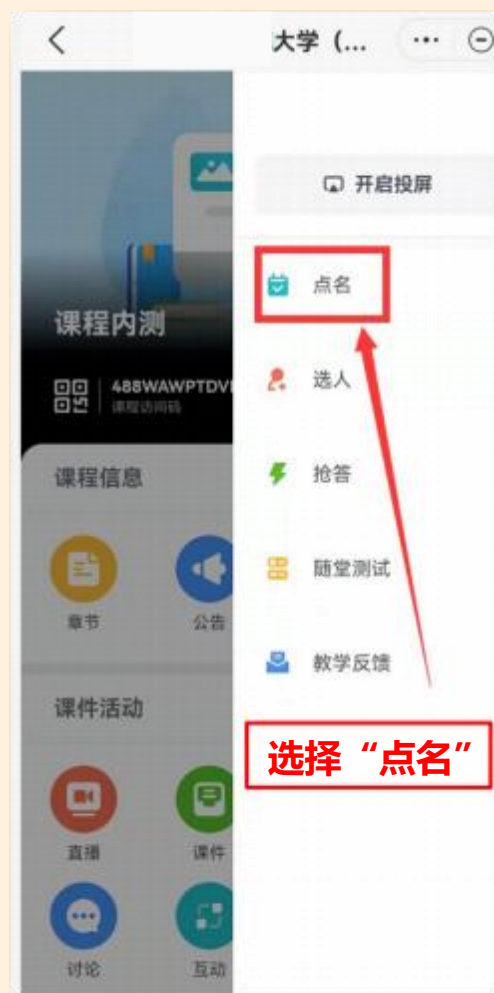 大学（...
开启投屏
点名
课程内测
选人
488WAWPTDV
课程访问码
课程信息
抢答
随堂测试
章节
公告
教学反馈
课件活动
选择“点名”
直播
课件
讨论
互动